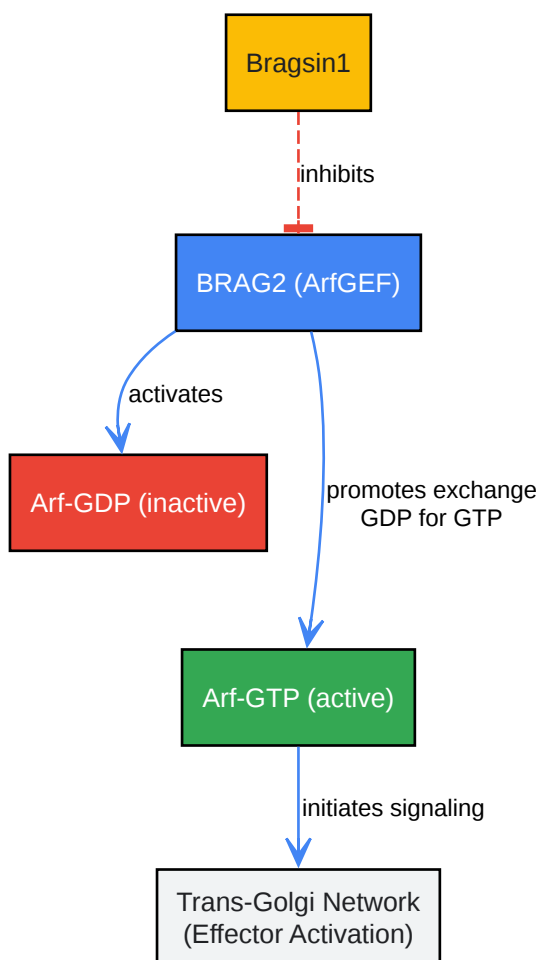 Bragsin1
inhibits
BRAG2 (ArfGEF)
activates
Arf-GDP (inactive)
promotes exchange
GDP for GTP
Arf-GTP (active)
initiates signaling
Trans-Golgi Network
(Effector Activation)